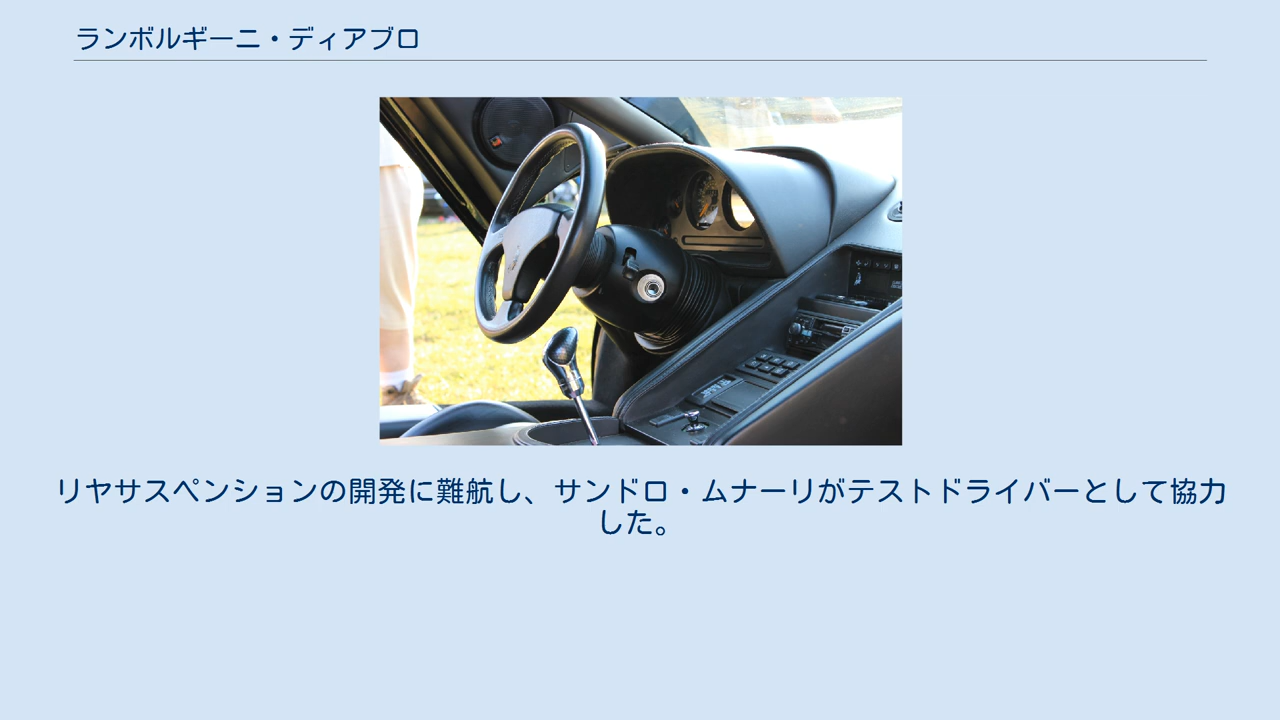 ランボルギーニ・ディアブロ
リヤサスペンションの開発に難航し、サンドロ・ムナーリがテストドライバーとして協力
した。